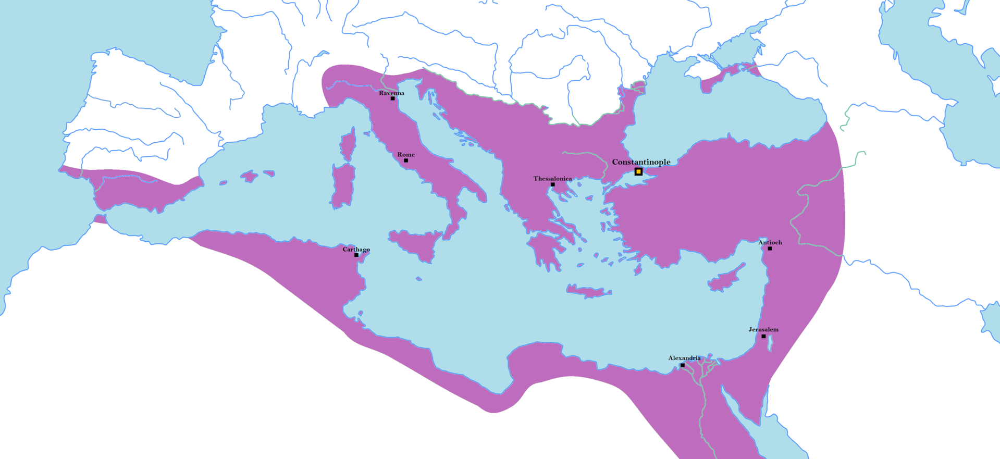 Ravenna
Rome
Constantinople
Thessalonica
Antioch
Carthago
Jerusalem
Alexandria